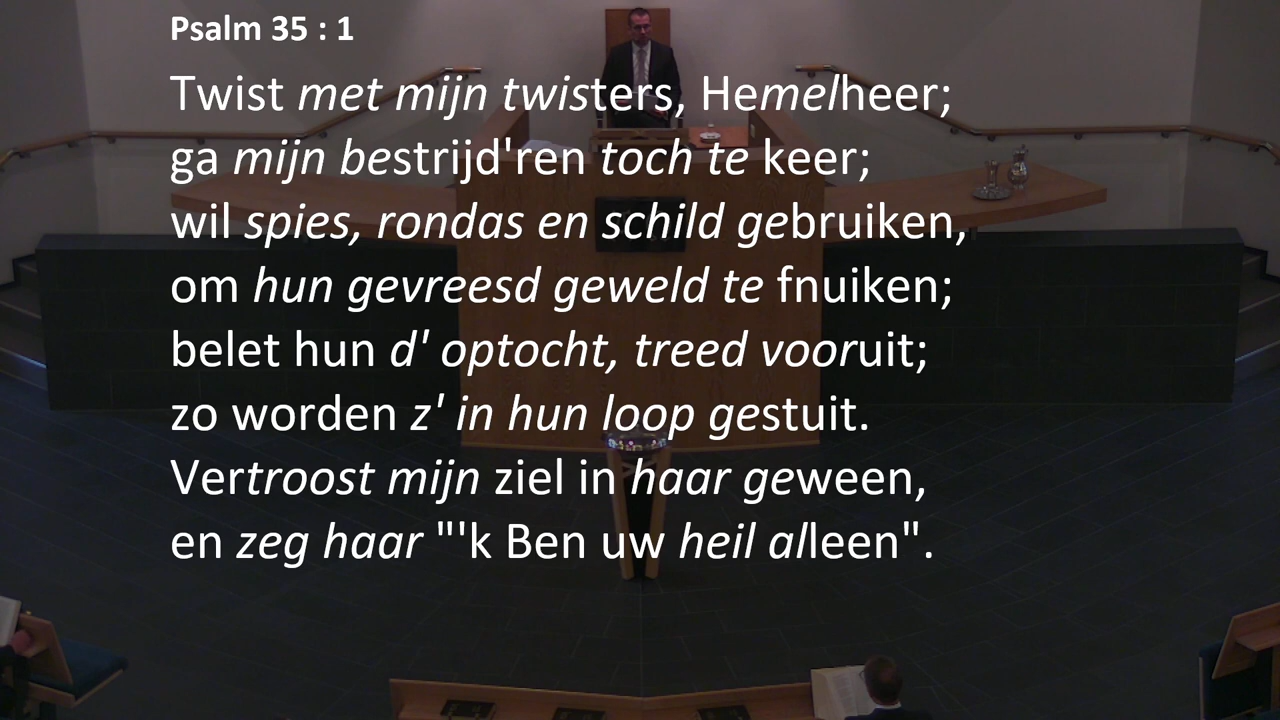 Psalm 35 : 1
Twist met mijn twisters, Hemelheer;
ga mijn bestrijd'ren toch te keer;
wil spies, rondas en schild gebruiken,
om hun gevreesd geweld te fnuiken;
belet hun d' optocht, treed vooruit;
zo worden z' in hun loop gestuit.
Vertroost mijn ziel in haar geween,
en zeg haar "'k Ben uw heil alleen".